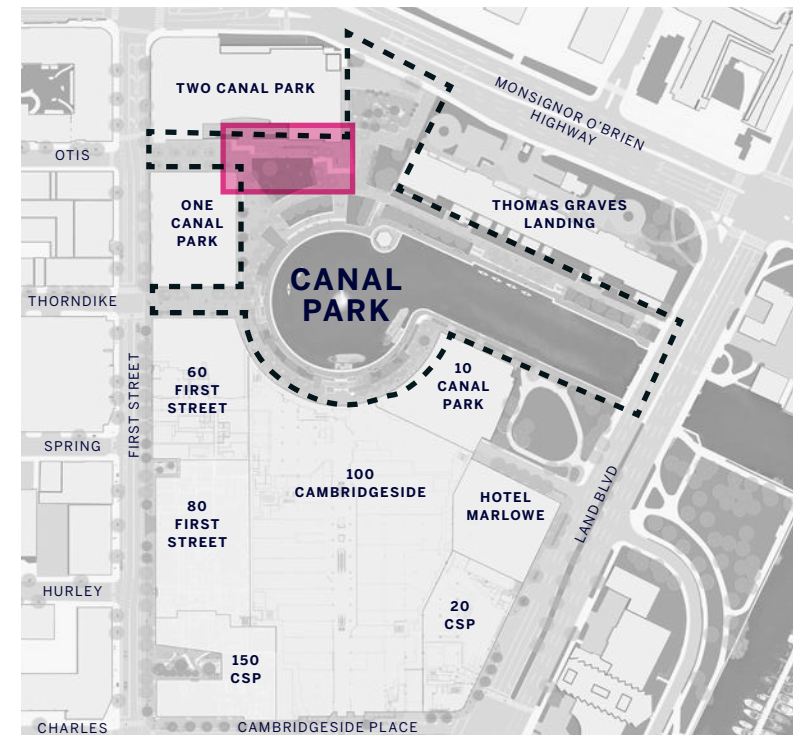 TWO CANAL PARK
MONSIGNOR O'BRIEN
HIGHWAY
OTIS
ONE
CANAL
PARK
THOMAS GRAVES
LANDING
CANAL
PARK
THORNDIKE
FIRST STREET
60
FIRST
STREET
10
CANAL
PARK
SPRING
100
CAMBRIDGESIDE
HOTEL
MARLOWE
LAND BLVD
80
FIRST
STREET
HURLEY
20
CSP
150
CSP
CHARLES
CAMBRIDGESIDE PLACE